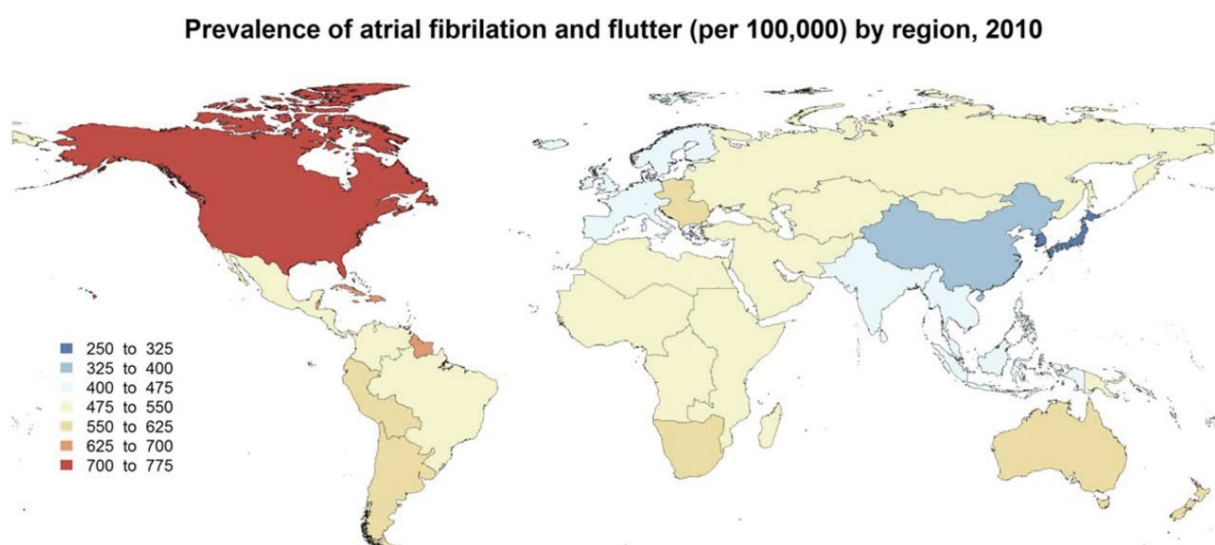 Prevalence of atrial fibrilation and flutter (per 100,000) by region, 2010
250 to 325
325 to 400
400 to 475
475 to 550
550 to 625
625 to 700
700 to 775